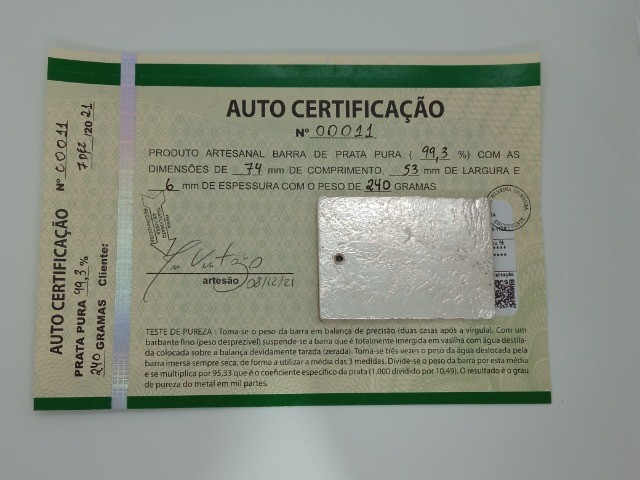 AUTO CERTIFICAÇÃO
Nº 00011
PRODUTO ARTESANAL BARRA DE PRATA PURA ( 99,3 %) COM AS
DIMENSÕES DE 74 mm DE COMPRIMENTO. 53 mm DE LARGURA E
6 mm DE ESPESSURA COM O PESO DE 240 GRAMAS.
08/12/21
artesão
TESTE DE PUREZA : Toma-se o peso da barra em balança de precisão (duas casas após a virgula). Com um
barbante fino (peso desprezivel) suspende-se a barra que é totalmente imergida em vasilha com água destila-
da colocada sobre a balança devidamente tarada (zerada). Toma-se três vezes o peso da água deslocada pela
barra imersa sempre seca, de forma a utilizar a média das 3 medidas. Divide-se o peso da barra por esta média
e se multiplica por 95,33 que é o coeficiente especifico da prata (1.000 dividido por 10,49). O resultado é o grau
de pureza do metal em mil partes.
AUTO CERTIFICAÇÃO Nº 00011
PRATA PURA 99,3 % 7 DEZ /20 21
240 GRAMAS Cliente: